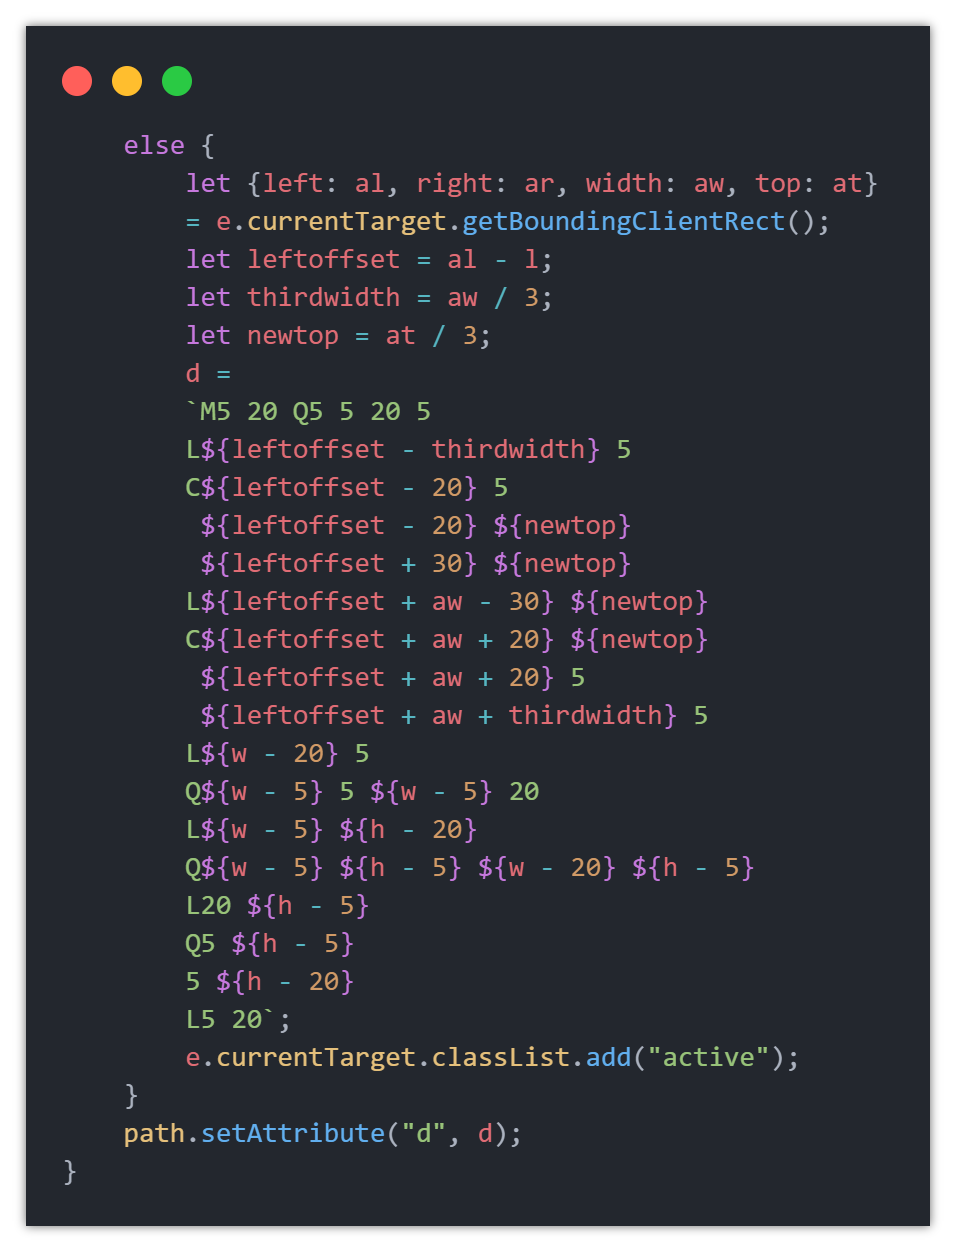 else {
let {left: al, right: ar, width: aw, top: at}
= e.currentTarget.getBoundingClientRect();
let leftoffset = al - l;
let thirdwidth = aw / 3;
let newtop = at / 3;
d =
`M5 20 Q5 5 20 5
L${leftoffset - thirdwidth} 5
C${leftoffset - 20} 5
${leftoffset - 20} ${newtop}
${leftoffset + 30} ${newtop}
L${leftoffset + aw - 30} ${newtop}
C${leftoffset + aw + 20} ${newtop}
${leftoffset + aw + 20} 5
${leftoffset + aw + thirdwidth} 5
L${w - 20} 5
Q${w - 5} 5 ${w - 5} 20
L${w - 5} ${h - 20}
Q${w - 5} ${h - 5} ${w - 20} ${h - 5}
L20 ${h - 5}
Q5 ${h - 5}
5 ${h - 20}
L5 20`;
e.currentTarget.classList.add("active");
}
path.setAttribute("d", d);
}